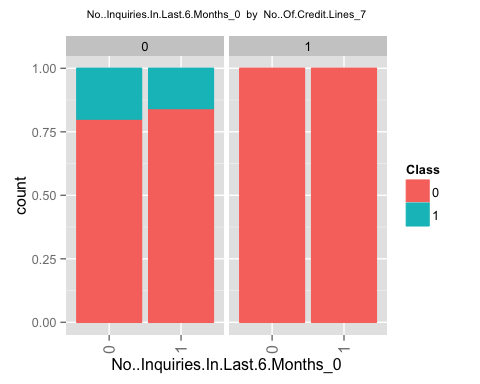 No..Inquiries.In.Last.6.Months_0 by No..Of.Credit.Lines_7
0 1
1.00
0.75
0.50
0.25
0.00
count
0 1 0 1
No..Inquiries.In.Last.6.Months_0
Class
0
1